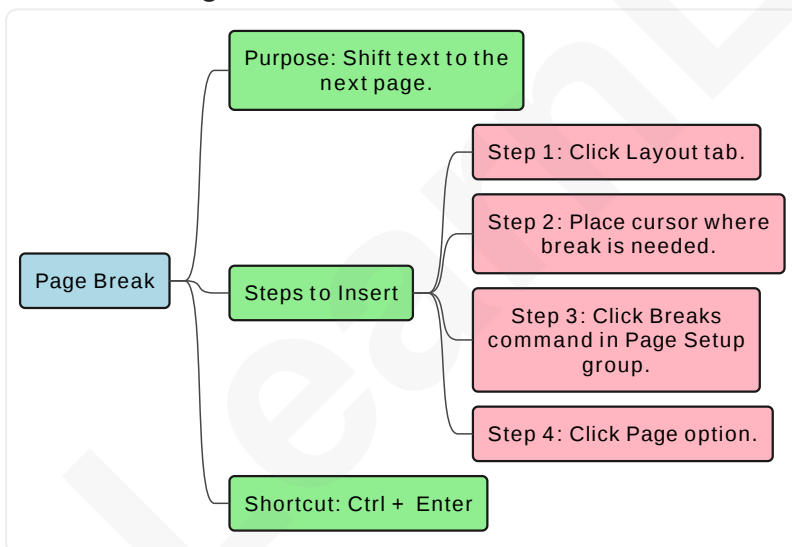 Page Break
Purpose: Shift text to the
next page.
Steps to Insert
Step 1: Click Layout tab.
Step 2: Place cursor where
break is needed.
Step 3: Click Breaks
command in Page Setup
group.
Step 4: Click Page option.
Shortcut: Ctrl + Enter